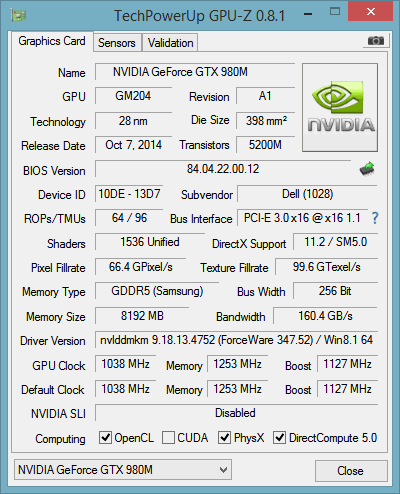 TechPowerUp GPU-Z 0.8.1
Graphics Card Sensors Validation
Name NVIDIA GeForce GTX 980M
GPU GM204 Revision A1
Technology 28 nm Die Size 398 mm²
Release Date Oct 7, 2014 Transistors 5200M
NVIDIA
BIOS Version 84.04.22.00.12
Device ID 10DE - 13D7 Subvendor Dell (1028)
ROPs/TMUs 64 / 96 Bus Interface PCI-E 3.0 x16 @ x16 1.1 ?
Shaders 1536 Unified DirectX Support 11.2 / SM5.0
Pixel Fillrate 66.4 GPixel/s Texture Fillrate 99.6 GTexel/s
Memory Type GDDR5 (Samsung) Bus Width 256 Bit
Memory Size 8192 MB Bandwidth 160.4 GB/s
Driver Version nvlddmkm 9.18.13.4752 (ForceWare 347.52) / Win8.1 64
GPU Clock 1038 MHz Memory 1253 MHz Boost 1127 MHz
Default Clock 1038 MHz Memory 1253 MHz Boost 1127 MHz
NVIDIA SLI Disabled
Computing OpenCL CUDA PhysX DirectCompute 5.0
NVIDIA GeForce GTX 980M Close